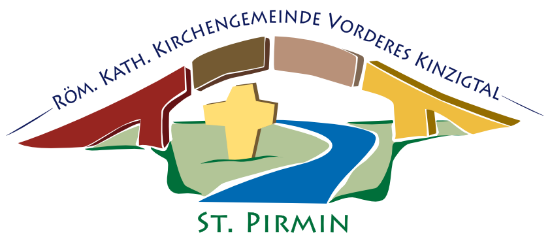 RÖM. KATH. KIRCHENGEMEINDE VORDERES KINZIGTAL
ST. PIRMIN